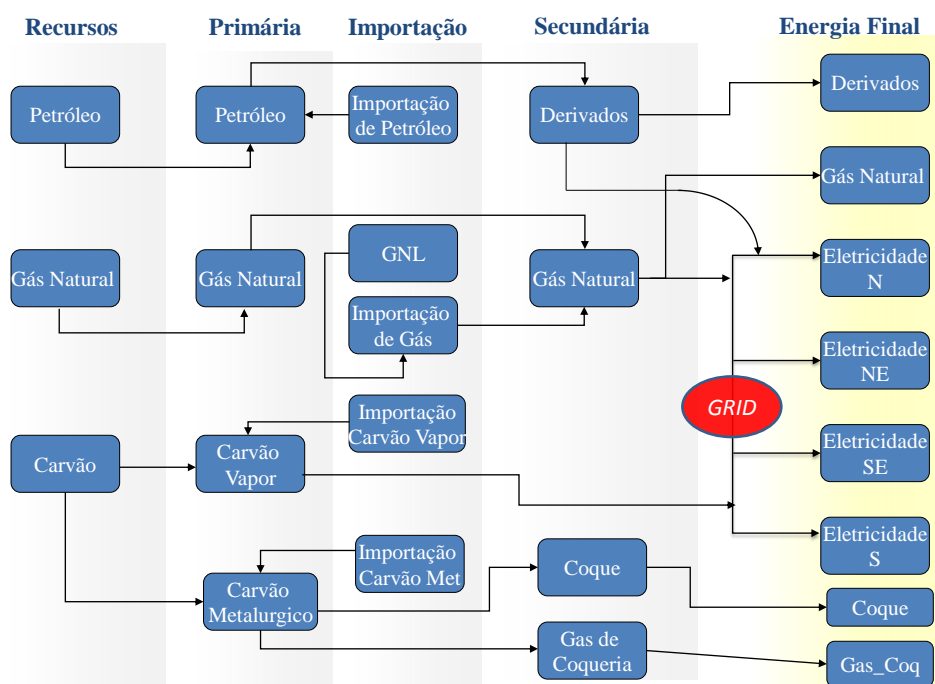 Recursos
Primária
Importação
Secundária
Energia Final
Petróleo
Petróleo
Importação
de Petróleo
Derivados
Derivados
Gás Natural
Gás Natural
Gás Natural
GNL
Importação
de Gás
Gás Natural
Eletricidade
N
Eletricidade
NE
GRID
Carvão
Carvão
Vapor
Importação
Carvão Vapor
Eletricidade
SE
Eletricidade
S
Carvão
Metalurgico
Importação
Carvão Met
Coque
Coque
Gas de
Coqueria
Gas_Coq